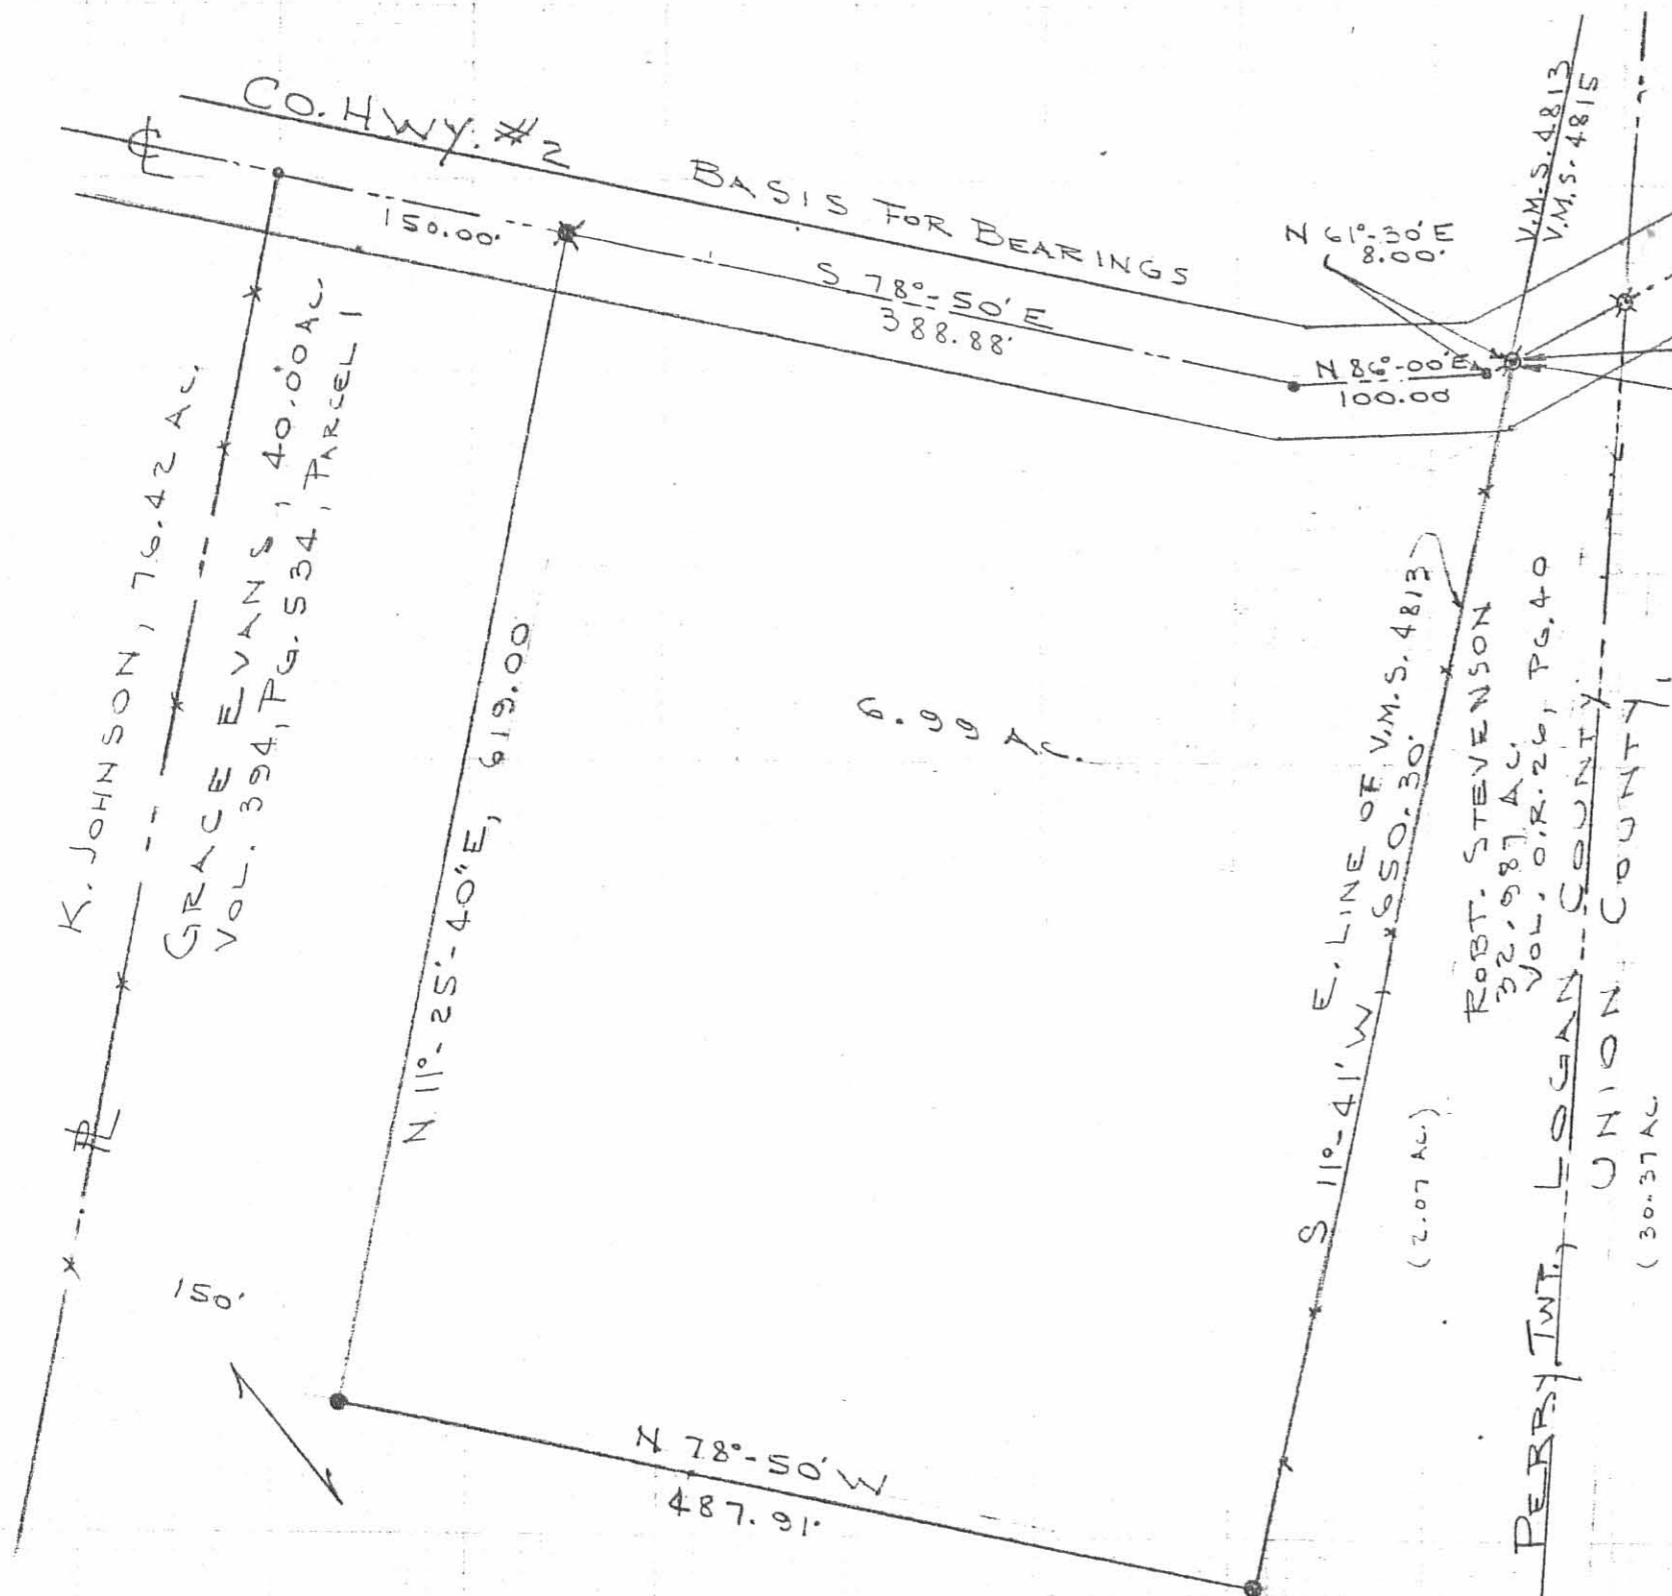 CO. HWY. #2
BASIS FOR BEARINGS
150.00'
S 78°-50' E
388.88'
N 61°-30' E
8.00'
N 86°-00' E
100.00
V.M.S. 4813
V.M.S. 4815
K. JOHNSON, 76.42 AC.
GRACE EVANS, 40.00 AC.
VOL. 394, PG. 534, PARCEL 1
N 11°-25'-40" E, 619.00
6.99 AC.
E. LINE OF V.M.S. 4813
S 11°-41' W, 650.30'
ROBT. STEVENSON
32.987 AC.
VOL. O.R. 26, PG. 40
(2.07 AC.)
PERRY TWT., LOGAN COUNTY
UNION COUNTY,
(30.37 AC.
150'
N 78°-50' W
487.91'